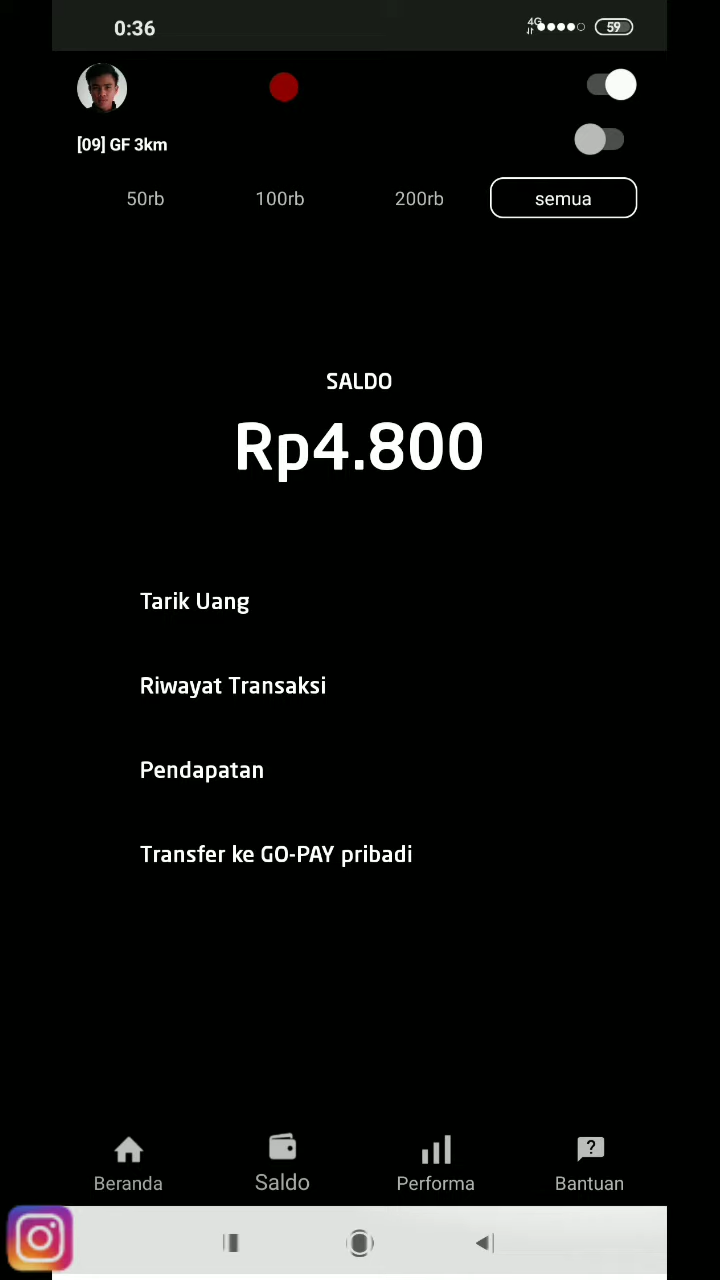 0:36
4G
59
[09] GF 3km
50rb
100rb
200rb
semua
SALDO
Rp4.800
Tarik Uang
Riwayat Transaksi
Pendapatan
Transfer ke GO-PAY pribadi
?
Beranda
Saldo
Performa
Bantuan